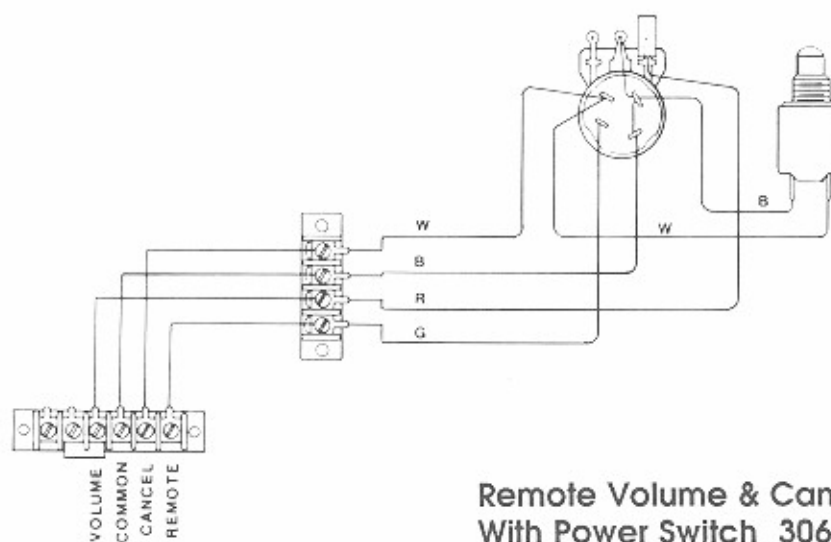 W
B
R
G
B
W
VOLUME
COMMON
CANCEL
REMOTE
Remote Volume & Can
With Power Switch 306